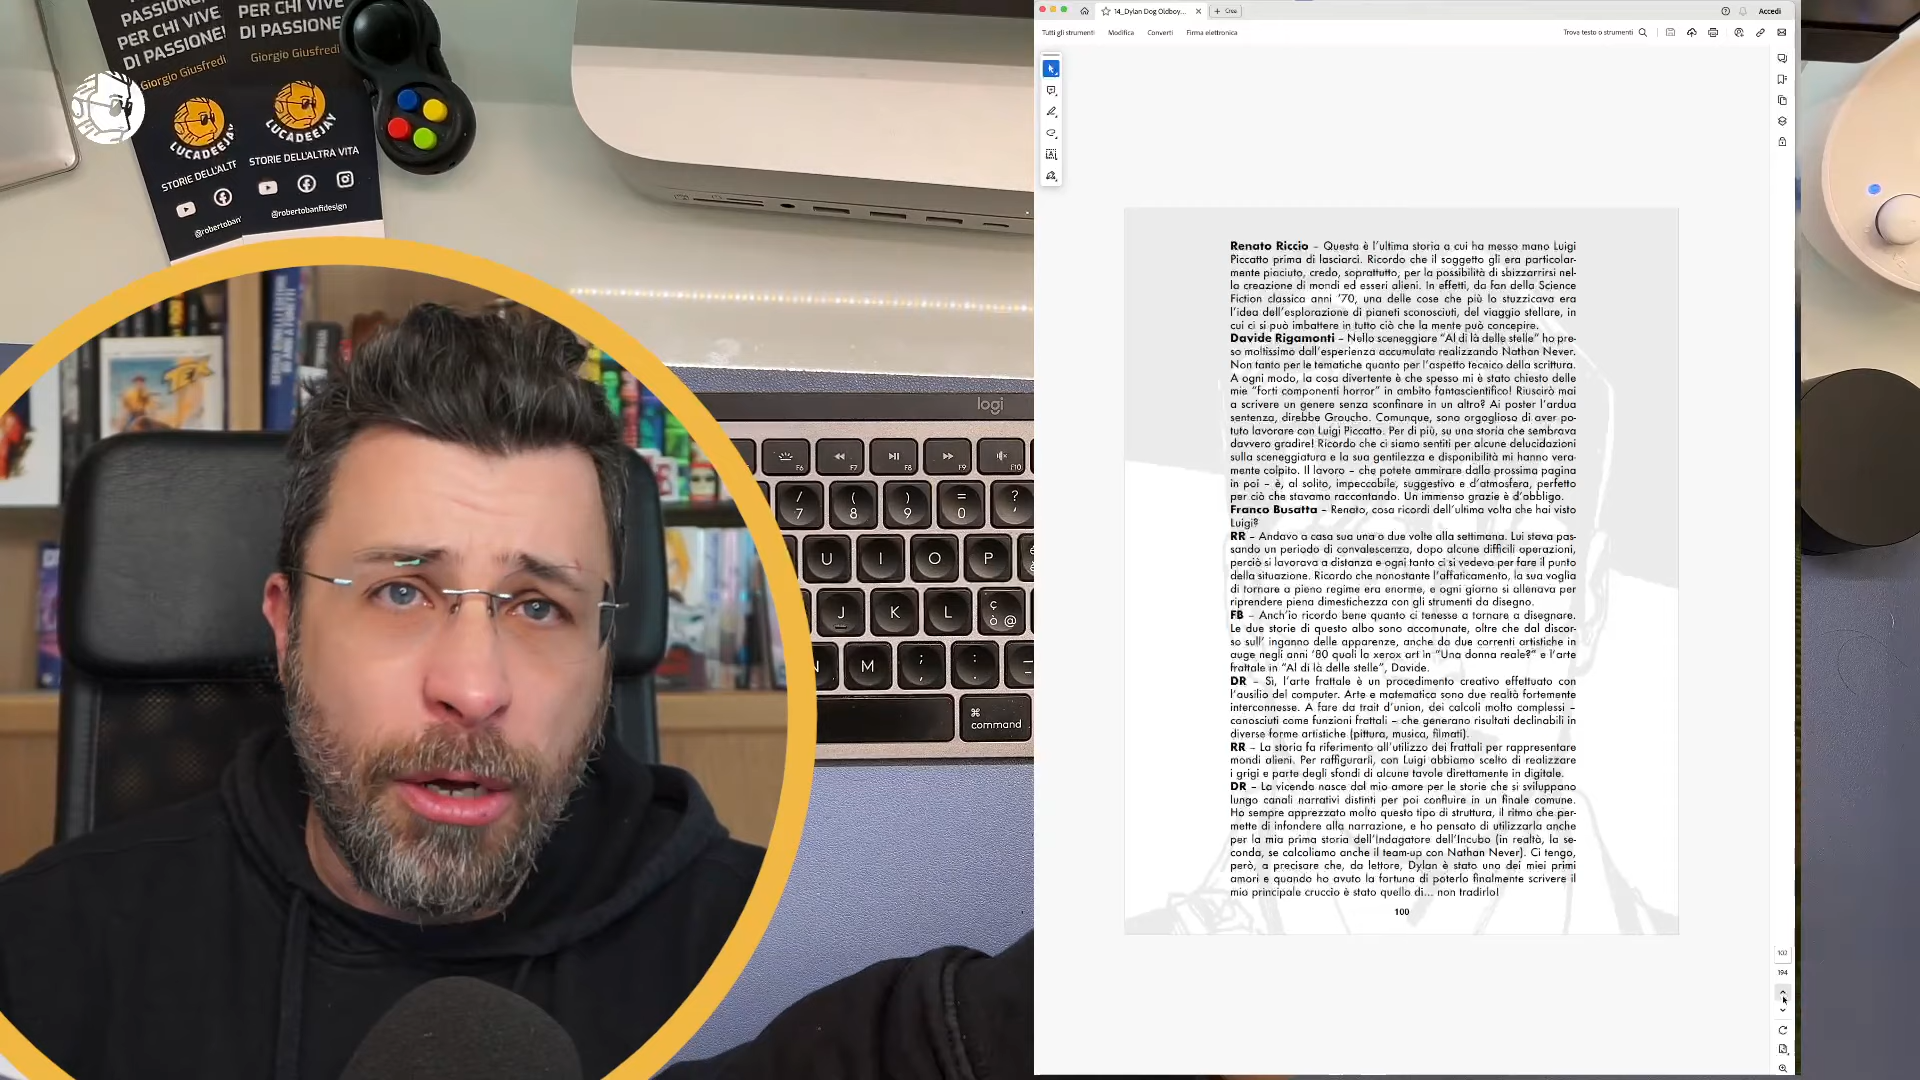 PASSIONE,
PER CHI VIVE
DI PASSIONE!
Giorgio Giusfredi
LUCADEEJAY
STORIE DELL'ALT
@robertobanf
PER CHI VIVE
DI PASSIONE!
Giorgio Giusfredi
LUCADEEJAY
STORIE DELL'ALTRA VITA
@robertobanfidesign
TEX
logi
F6
F7
F8
F9
F10
/
7
(
8
)
9
=
0
?
U
I
O
P
J
K
L
ç
ò @
N
M
;
,
:
.
_
-
⌘
command
14_Dylan Dog Oldboy...
Crea
Accedi
Tutti gli strumenti
Modifica
Converti
Firma elettronica
Trova testo o strumenti
Renato Riccio – Questa è l'ultima storia a cui ha messo mano Luigi
Piccatto prima di lasciarci. Ricordo che il soggetto gli era particolar-
mente piaciuto, credo, soprattutto, per la possibilità di sbizzarrirsi nel-
la creazione di mondi ed esseri alieni. In effetti, da fan della Science
Fiction classica anni '70, una delle cose che più lo stuzzicava era
l'idea dell'esplorazione di pianeti sconosciuti, del viaggio stellare, in
cui ci si può imbattere in tutto ciò che la mente può concepire.
Davide Rigamonti – Nello sceneggiare "Al di là delle stelle" ho pre-
so moltissimo dall'esperienza accumulata realizzando Nathan Never.
Non tanto per le tematiche quanto per l'aspetto tecnico della scrittura.
A ogni modo, la cosa divertente è che spesso mi è stato chiesto delle
mie "forti componenti horror" in ambito fantascientifico! Riuscirò mai
a scrivere un genere senza sconfinare in un altro? Ai poster l'ardua
sentenza, direbbe Groucho. Comunque, sono orgoglioso di aver po-
tuto lavorare con Luigi Piccatto. Per di più, su una storia che sembrava
davvero gradire! Ricordo che ci siamo sentiti per alcune delucidazioni
sulla sceneggiatura e la sua gentilezza e disponibilità mi hanno vera-
mente colpito. Il lavoro – che potete ammirare dalla prossima pagina
in poi – è, al solito, impeccabile, suggestivo e d'atmosfera, perfetto
per ciò che stavamo raccontando. Un immenso grazie è d'obbligo.
Franco Busatta – Renato, cosa ricordi dell'ultima volta che hai visto
Luigi?
RR – Andavo a casa sua una o due volte alla settimana. Lui stava pas-
sando un periodo di convalescenza, dopo alcune difficili operazioni,
perciò si lavorava a distanza e ogni tanto ci si vedeva per fare il punto
della situazione. Ricordo che nonostante l'affaticamento, la sua voglia
di tornare a pieno regime era enorme, e ogni giorno si allenava per
riprendere piena dimestichezza con gli strumenti da disegno.
FB – Anch'io ricordo bene quanto ci tenesse a tornare a disegnare.
Le due storie di questo albo sono accomunate, oltre che dal discor-
so sull' inganno delle apparenze, anche da due correnti artistiche in
auge negli anni '80 quali la xerox art in "Una donna reale?" e l'arte
frattale in "Al di là delle stelle", Davide.
DR – Sì, l'arte frattale è un procedimento creativo effettuato con
l'ausilio del computer. Arte e matematica sono due realtà fortemente
interconnesse. A fare da trait d'union, dei calcoli molto complessi –
conosciuti come funzioni frattali – che generano risultati declinabili in
diverse forme artistiche (pittura, musica, filmati).
RR – La storia fa riferimento all'utilizzo dei frattali per rappresentare
mondi alieni. Per raffigurarli, con Luigi abbiamo scelto di realizzare
i grigi e parte degli sfondi di alcune tavole direttamente in digitale.
DR – La vicenda nasce dal mio amore per le storie che si sviluppano
lungo canali narrativi distinti per poi confluire in un finale comune.
Ho sempre apprezzato molto questo tipo di struttura, il ritmo che per-
mette di infondere alla narrazione, e ho pensato di utilizzarla anche
per la mia prima storia dell'Indagatore dell'Incubo (in realtà, la se-
conda, se calcoliamo anche il team-up con Nathan Never). Ci tengo,
però, a precisare che, da lettore, Dylan è stato uno dei miei primi
amori e quando ho avuto la fortuna di poterlo finalmente scrivere il
mio principale cruccio è stato quello di... non tradirlo!
100
102
194